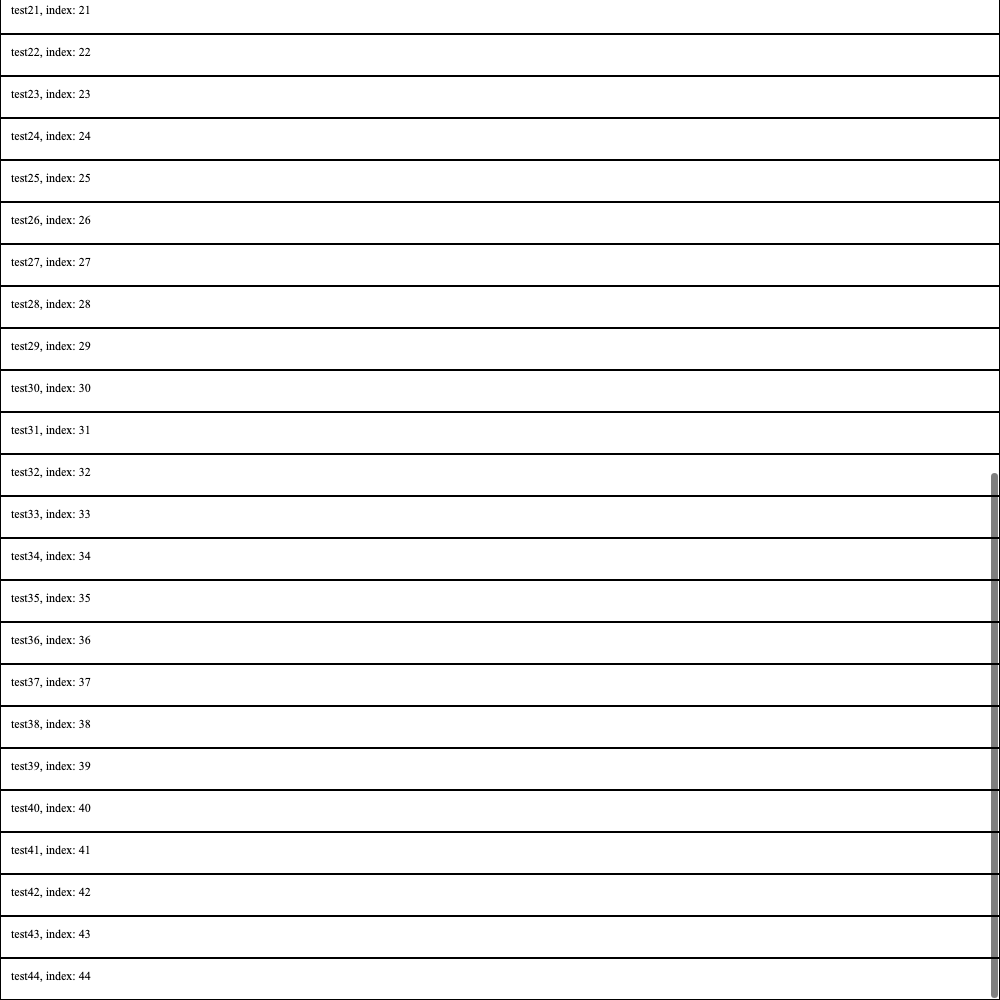 test21, index: 21
test22, index: 22
test23, index: 23
test24, index: 24
test25, index: 25
test26, index: 26
test27, index: 27
test28, index: 28
test29, index: 29
test30, index: 30
test31, index: 31
test32, index: 32
test33, index: 33
test34, index: 34
test35, index: 35
test36, index: 36
test37, index: 37
test38, index: 38
test39, index: 39
test40, index: 40
test41, index: 41
test42, index: 42
test43, index: 43
test44, index: 44